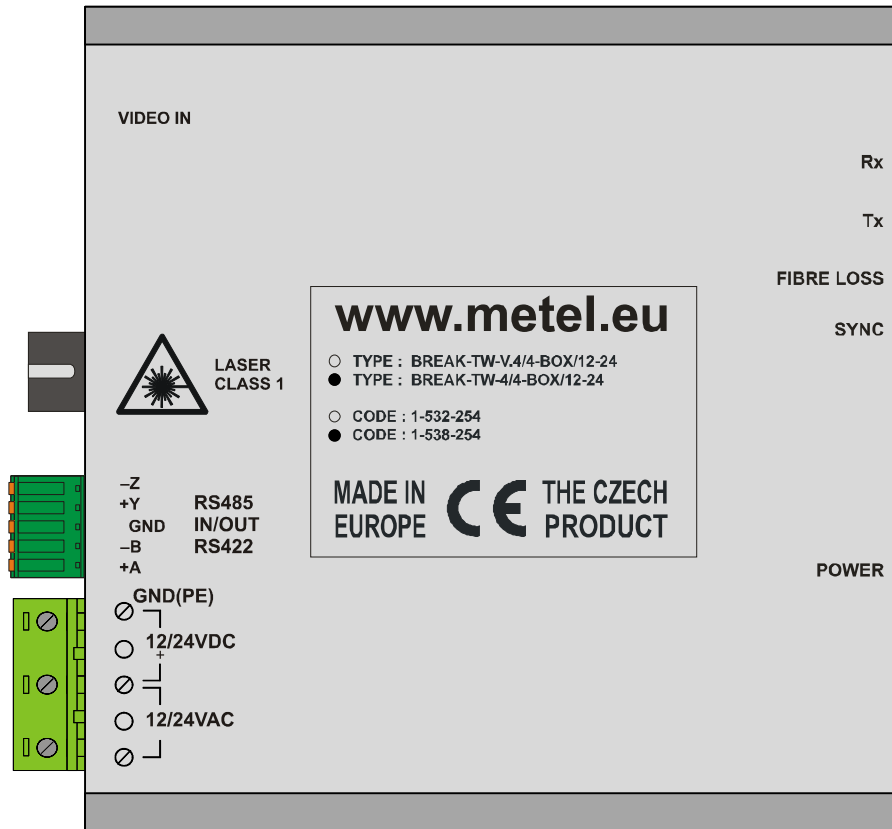 VIDEO IN
Rx
Tx
FIBRE LOSS
SYNC
www.metel.eu
TYPE : BREAK-TW-V.4/4-BOX/12-24
TYPE : BREAK-TW-4/4-BOX/12-24
CODE : 1-532-254
CODE : 1-538-254
MADE IN
EUROPE
CE
THE CZECH
PRODUCT
LASER
CLASS 1
–Z
+Y
GND
–B
+A
RS485
IN/OUT
RS422
POWER
GND(PE)
12/24VDC
+
12/24VAC